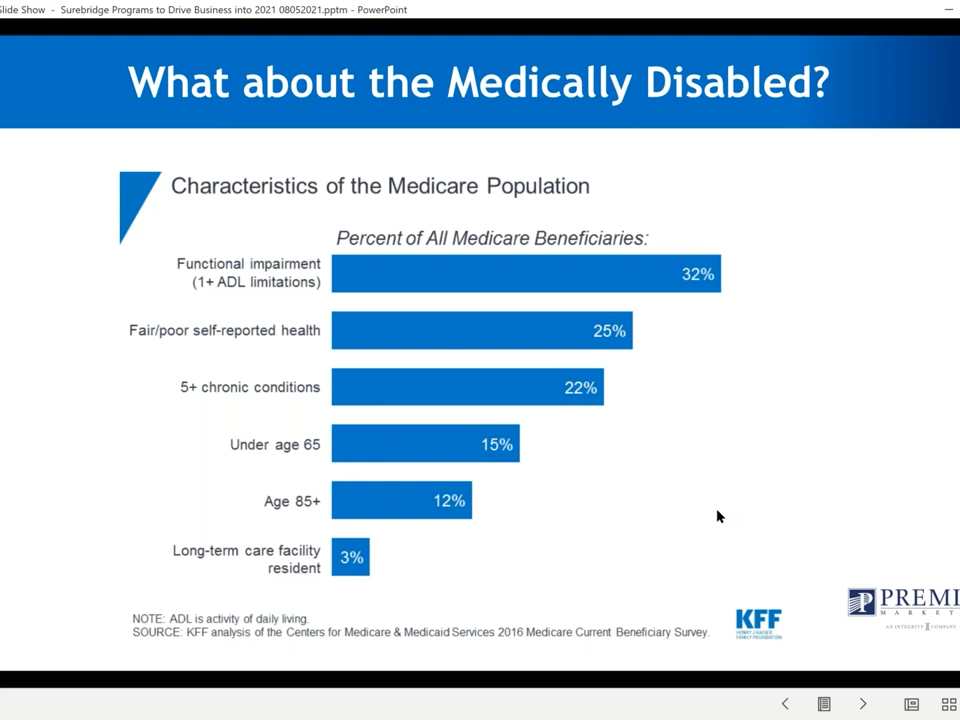 Slide Show - Surebridge Programs to Drive Business into 2021 08052021.pptm - PowerPoint
What about the Medically Disabled?
Characteristics of the Medicare Population
Percent of All Medicare Beneficiaries:
Functional impairment
(1+ ADL limitations)
32%
Fair/poor self-reported health
25%
5+ chronic conditions
22%
Under age 65
15%
Age 85+
12%
Long-term care facility
resident
3%
NOTE: ADL is activity of daily living.
SOURCE: KFF analysis of the Centers for Medicare & Medicaid Services 2016 Medicare Current Beneficiary Survey.
KFF
HENRY J KAISER
FAMILY FOUNDATION
PREMI
MARKET
AN INTEGRITY COMPANY